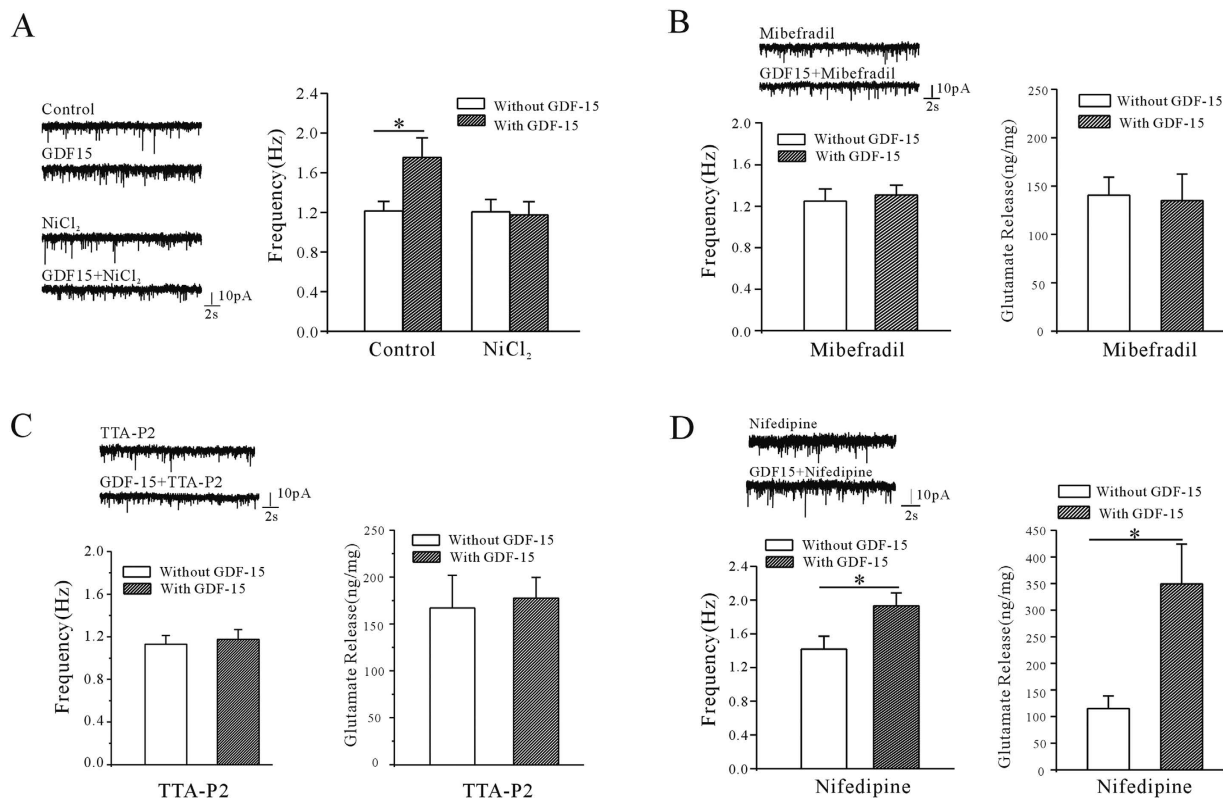 A
Control
GDF15
NiCl₂
GDF15+NiCl₂
10pA
2s
Without GDF-15
With GDF-15
*
Frequency(Hz)
2.4
2.0
1.6
1.2
0.8
0.4
0.0
Control
NiCl₂
B
Mibefradil
GDF15+Mibefradil
10pA
2s
Without GDF-15
With GDF-15
Frequency(Hz)
2.0
1.6
1.2
0.8
0.4
0.0
Mibefradil
Without GDF-15
With GDF-15
Glutamate Release(ng/mg)
250
200
150
100
50
0
Mibefradil
C
TTA-P2
GDF-15+TTA-P2
10pA
2s
Without GDF-15
With GDF-15
Frequency(Hz)
2.0
1.6
1.2
0.8
0.4
0.0
TTA-P2
Without GDF-15
With GDF-15
Glutamate Release(ng/mg)
250
200
150
100
50
0
TTA-P2
D
Nifedipine
GDF15+Nifedipine
10pA
2s
Without GDF-15
With GDF-15
*
Frequency(Hz)
2.4
2.0
1.6
1.2
0.8
0.4
0.0
Nifedipine
Without GDF-15
With GDF-15
*
Glutamate Release(ng/mg)
450
400
350
300
250
200
150
100
50
0
Nifedipine